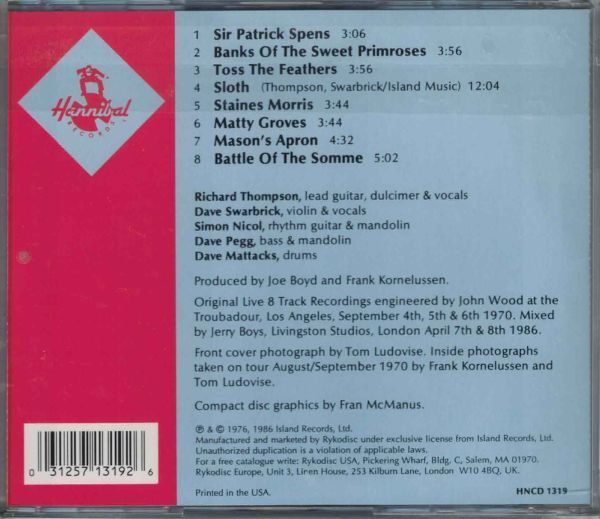 Hannibal
RECORDS
1 Sir Patrick Spens 3:06
2 Banks Of The Sweet Primroses 3:56
3 Toss The Feathers 3:56
4 Sloth (Thompson, Swarbrick/Island Music) 12:04
5 Staines Morris 3:44
6 Matty Groves 3:44
7 Mason's Apron 4:32
8 Battle Of The Somme 5:02
Richard Thompson, lead guitar, dulcimer & vocals
Dave Swarbrick, violin & vocals
Simon Nicol, rhythm guitar & mandolin
Dave Pegg, bass & mandolin
Dave Mattacks, drums
Produced by Joe Boyd and Frank Kornelussen.
Original Live 8 Track Recordings engineered by John Wood at the
Troubadour, Los Angeles, September 4th, 5th & 6th 1970. Mixed
by Jerry Boys, Livingston Studios, London April 7th & 8th 1986.
Front cover photograph by Tom Ludovise. Inside photographs
taken on tour August/September 1970 by Frank Kornelussen and
Tom Ludovise.
Compact disc graphics by Fran McManus.
℗ & © 1976, 1986 Island Records, Ltd.
Manufactured and marketed by Rykodisc under exclusive license from Island Records, Ltd.
Unauthorized duplication is a violation of applicable laws.
For a free catalogue write: Rykodisc USA, Pickering Wharf, Bldg. C, Salem, MA 01970.
Rykodisc Europe, Unit 3, Liren House, 253 Kilburn Lane, London W10 4BQ, UK.
Printed in the USA.
HNCD 1319
0 31257 13192 6